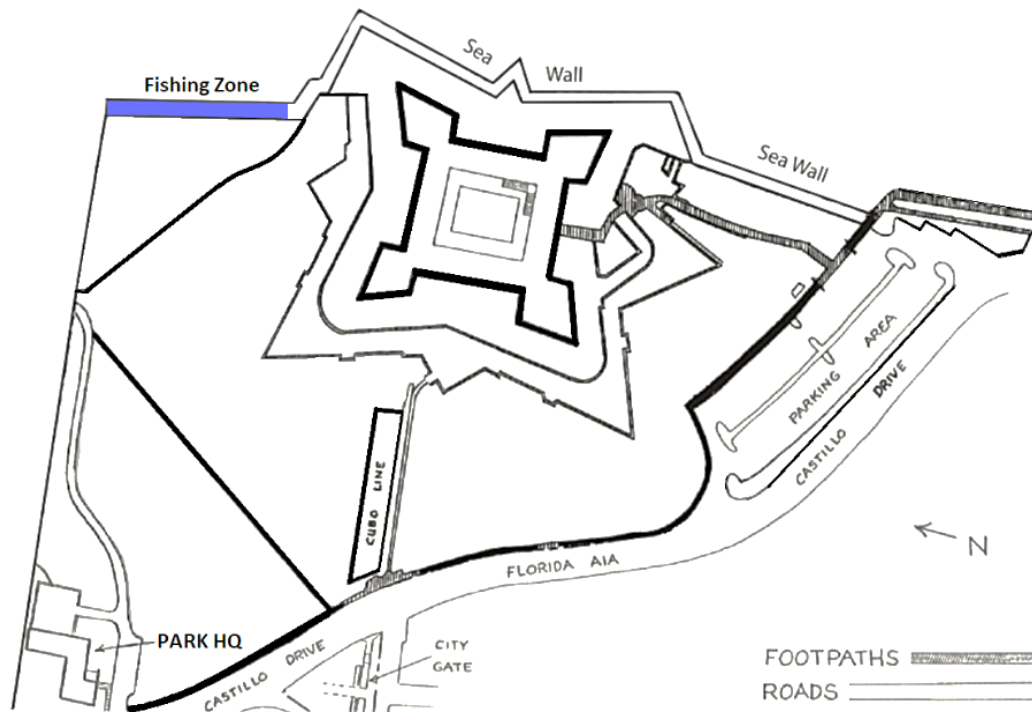 Sea
Wall
Fishing Zone
Sea Wall
PARKING AREA
CASTILLO DRIVE
CUBO LINE
N
FLORIDA A1A
PARK HQ
CASTILLO DRIVE
CITY
GATE
FOOTPATHS
ROADS